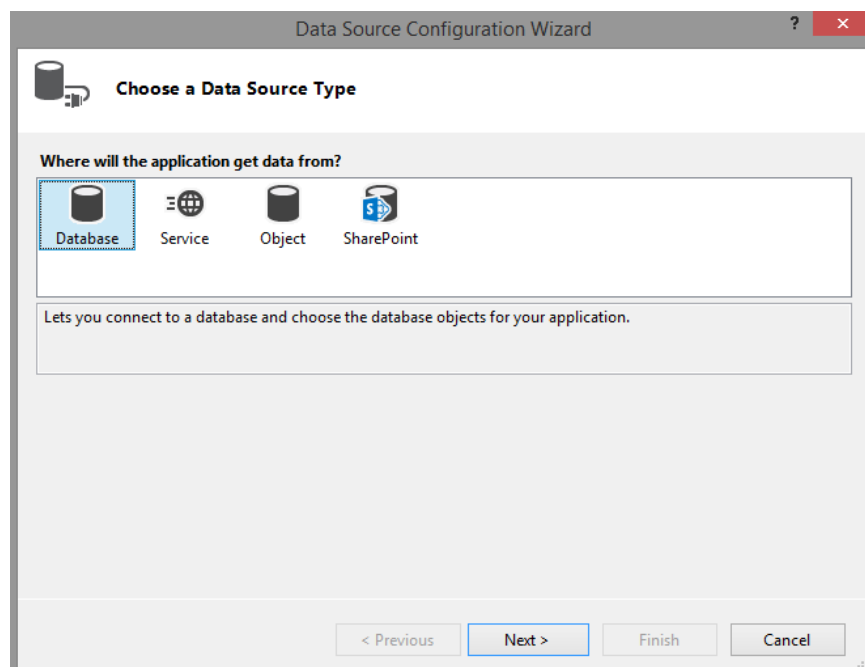 Data Source Configuration Wizard
?
Choose a Data Source Type
Where will the application get data from?
Database Service Object SharePoint
Lets you connect to a database and choose the database objects for your application.
< Previous Next > Finish Cancel